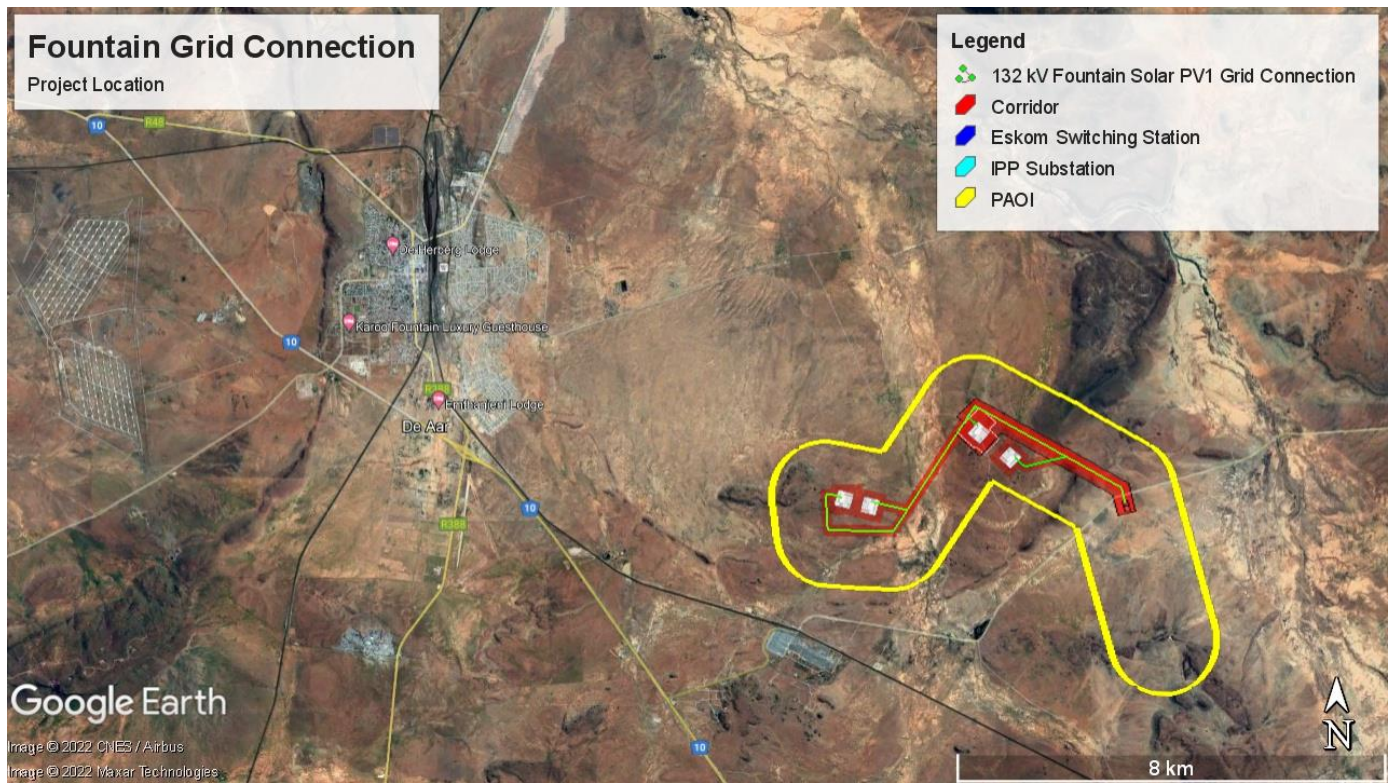 Fountain Grid Connection
Project Location
Legend
132 kV Fountain Solar PV1 Grid Connection
Corridor
Eskom Switching Station
IPP Substation
PAOI
10
R48
De Herberg Lodge
Karoo Fountain Luxury Guesthouse
10
R388
Emthanjeni Lodge
De Aar
10
R388
10
Google Earth
Image © 2022 CNES / Airbus
Image © 2022 Maxar Technologies
N
8 km